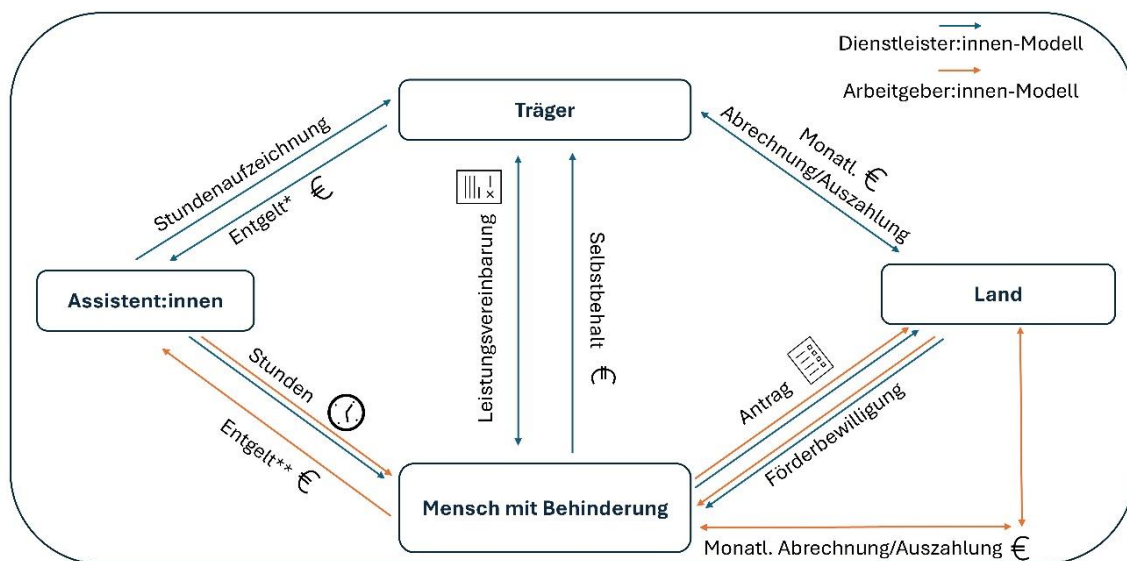 Dienstleister:innen-Modell
Arbeitgeber:innen-Modell
Träger
Stundenaufzeichnung
Entgelt* €
Monatl. €
Abrechnung/Auszahlung
Leistungsvereinbarung
Selbstbehalt €
Assistent:innen
Land
Stunden
Entgelt** €
Antrag
Förderbewilligung
Mensch mit Behinderung
Monatl. Abrechnung/Auszahlung €